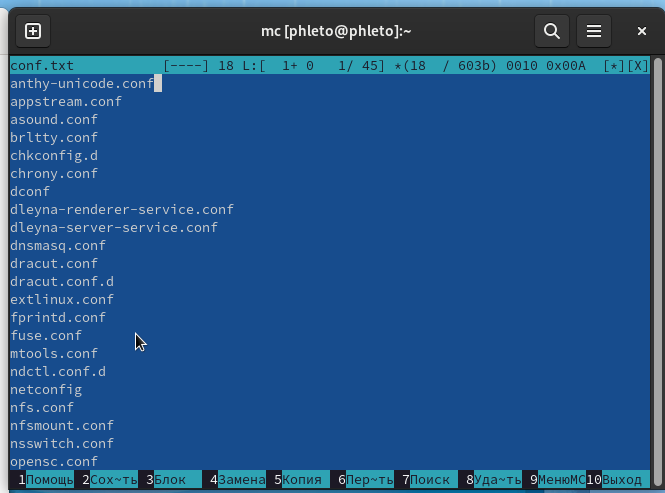 mc [phleto@phleto]:~
conf.txt [----] 18 L:[ 1+ 0 1/ 45] *(18 / 603b) 0010 0x00A [*][X]
anthy-unicode.conf
appstream.conf
asound.conf
brltty.conf
chkconfig.d
chrony.conf
dconf
dleyna-renderer-service.conf
dleyna-server-service.conf
dnsmasq.conf
dracut.conf
dracut.conf.d
extlinux.conf
fprintd.conf
fuse.conf
mtools.conf
ndctl.conf.d
netconfig
nfs.conf
nfsmount.conf
nsswitch.conf
opensc.conf
1Помощь 2Сох~ть 3Блок 4Замена 5Копия 6Пер~ть 7Поиск 8Уда~ть 9МенюMC 10Выход